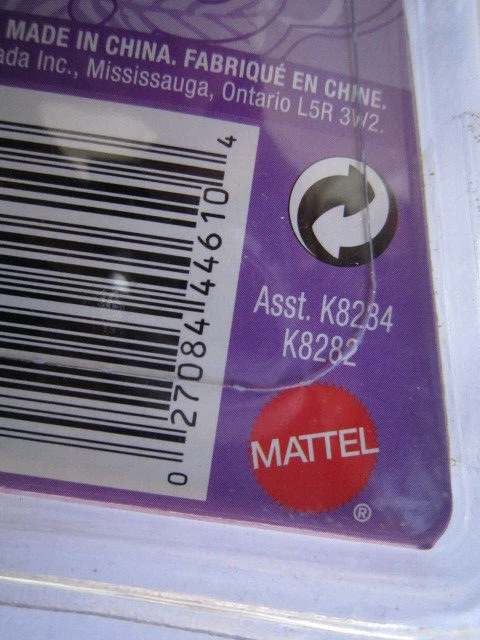 MADE IN CHINA. FABRIQUÉ EN CHINE.
Inc., Mississauga, Ontario L5R 3W2.
0 27084 44610 4
Asst. K8284
K8282
MATTEL
®